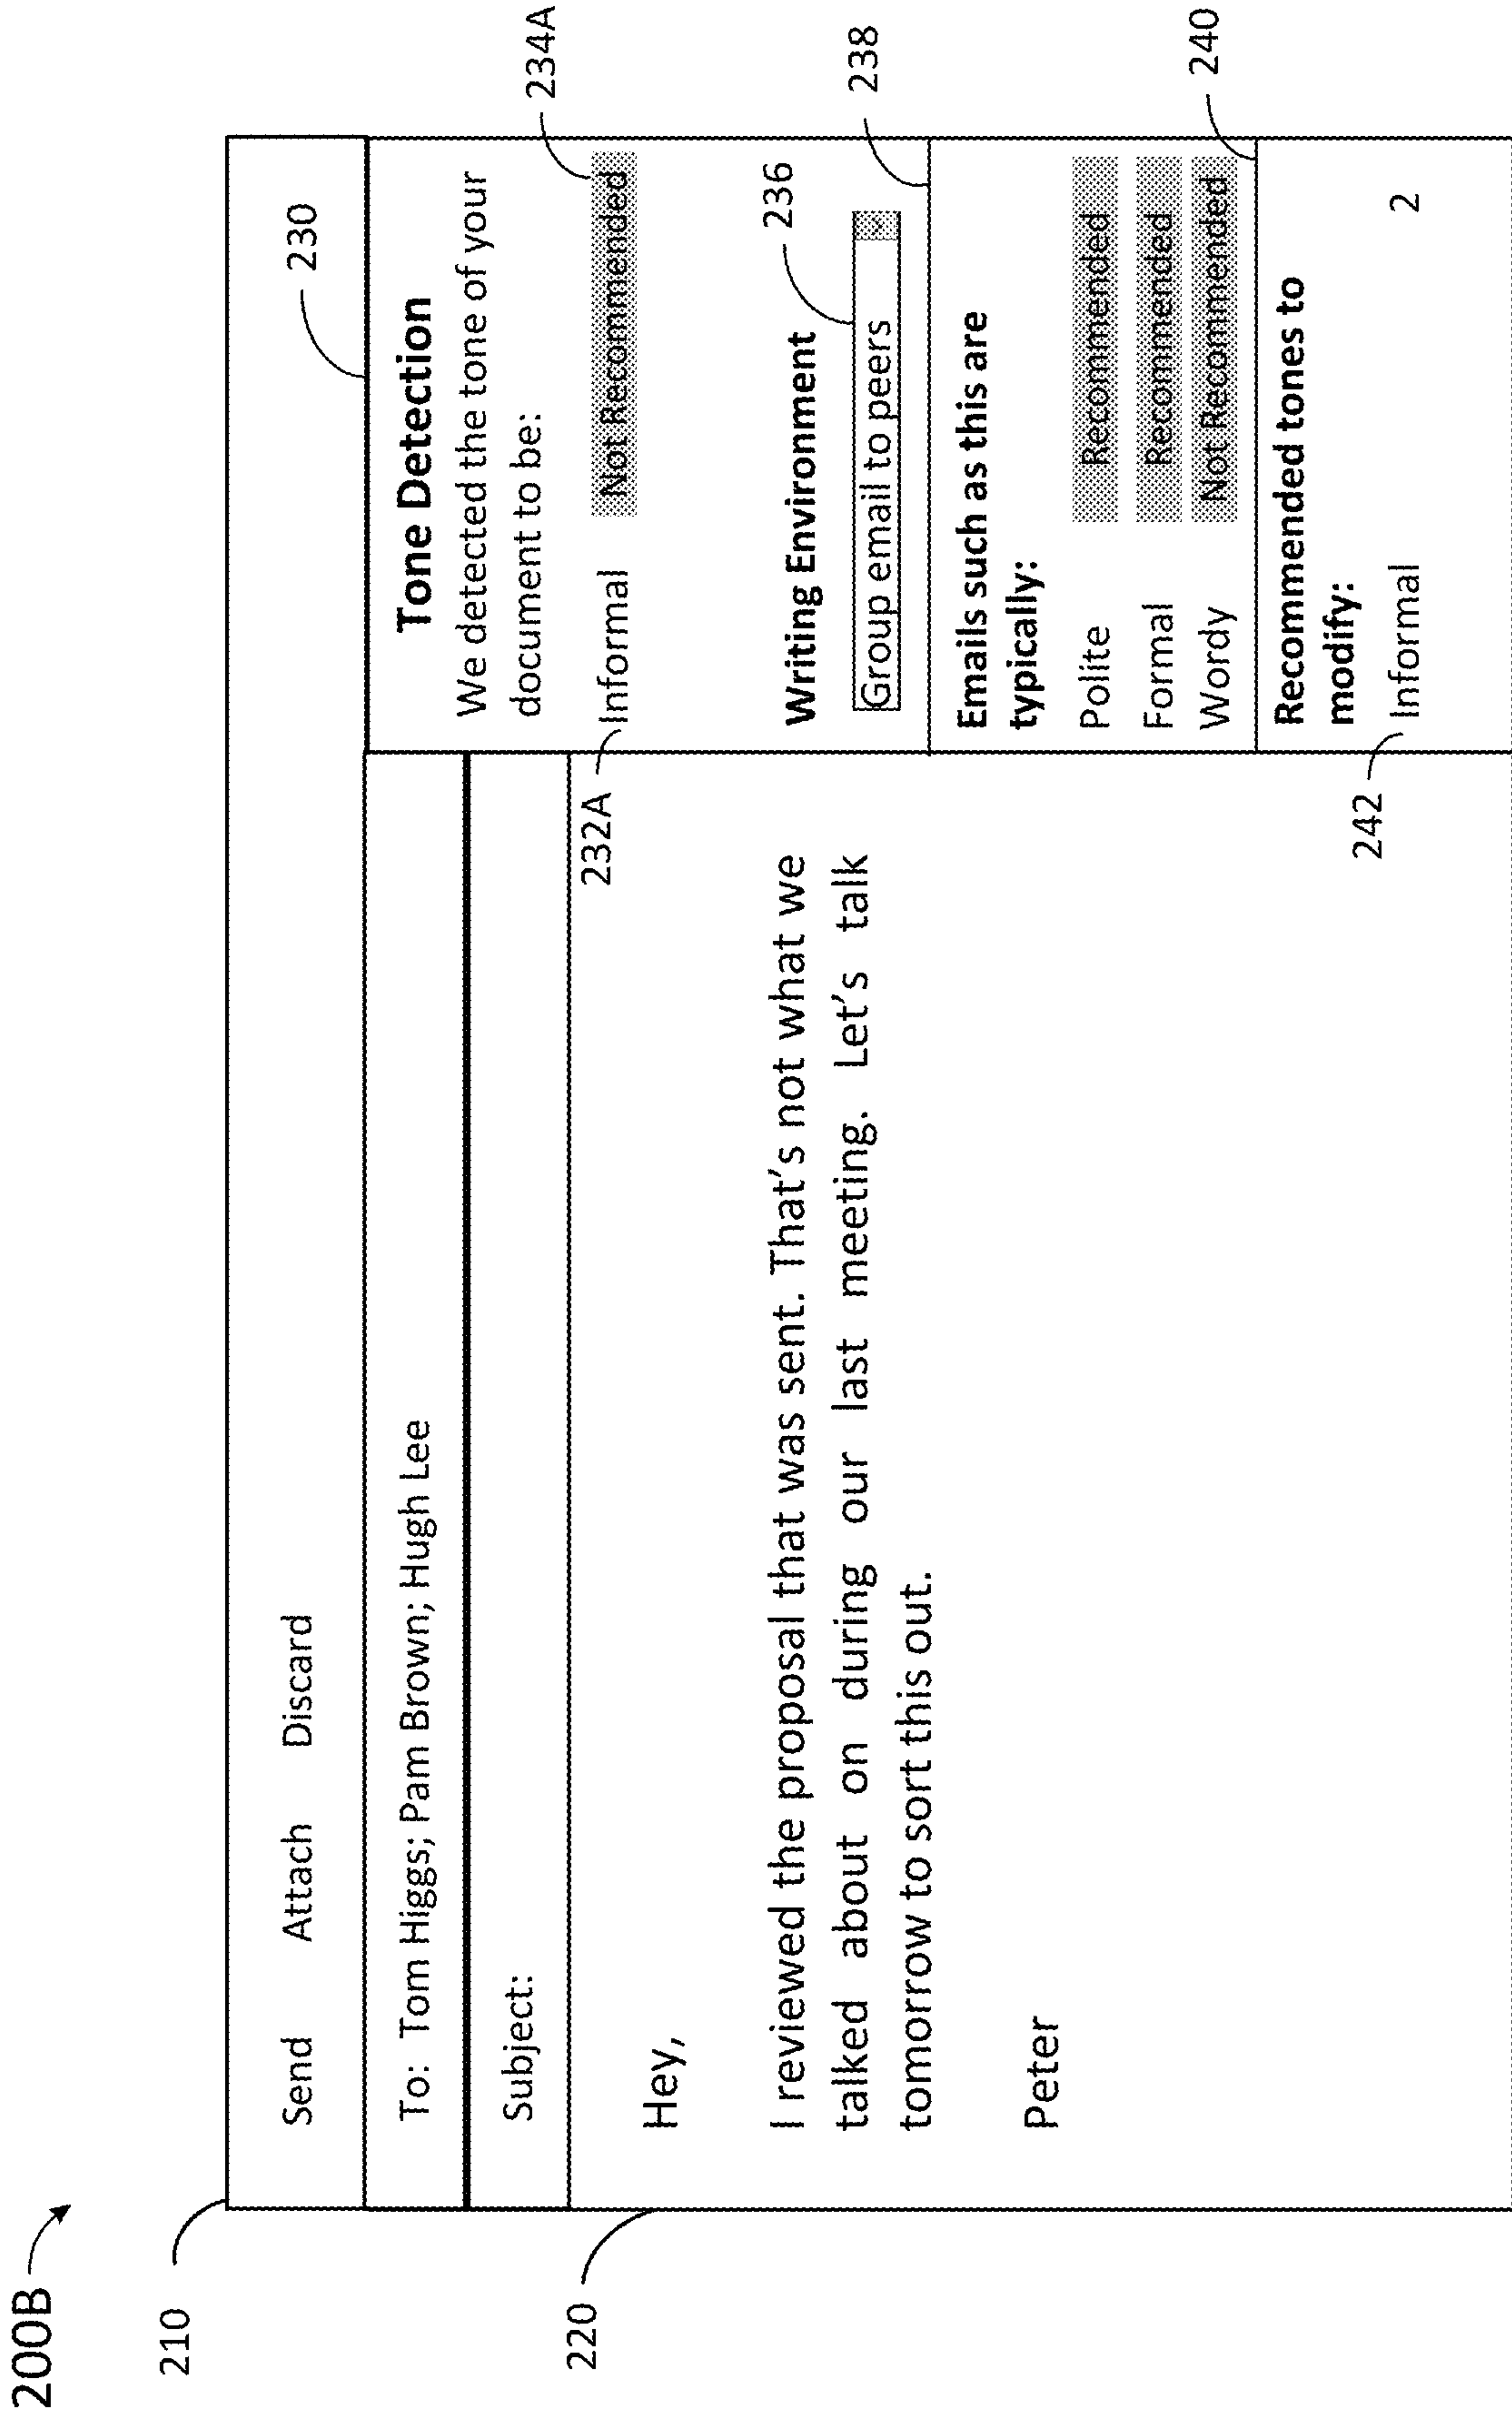 200B
210
Send Attach Discard
230
To: Tom Higgs; Pam Brown; Hugh Lee
Subject:
220
Hey,
I reviewed the proposal that was sent. That's not what we
talked about on during our last meeting. Let's talk
tomorrow to sort this out.
Peter
Tone Detection
We detected the tone of your
document to be:
234A
232A
Informal Not Recommended
Writing Environment
236
Group email to peers
238
Emails such as this are
typically:
Polite Recommended
Formal Recommended
Wordy Not Recommended
240
Recommended tones to
modify:
242
Informal 2